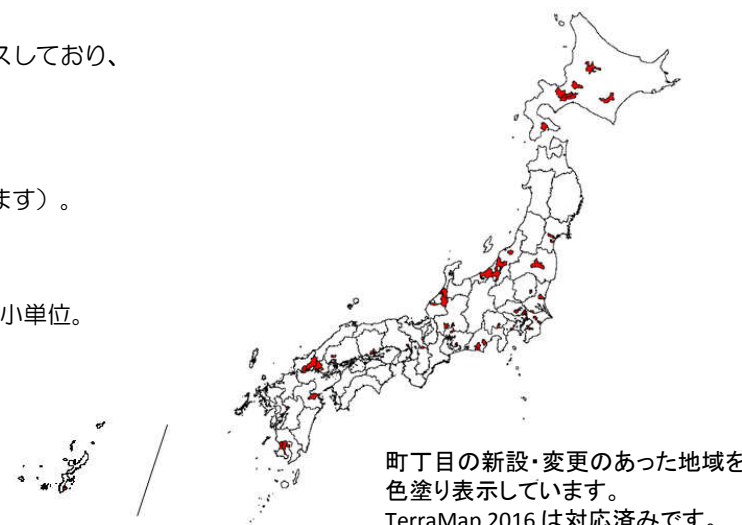 スしており、
ます）。
小単位。
町丁目の新設・変更のあった地域を
色塗り表示しています。
TerraMap 2016 は対応済みです。